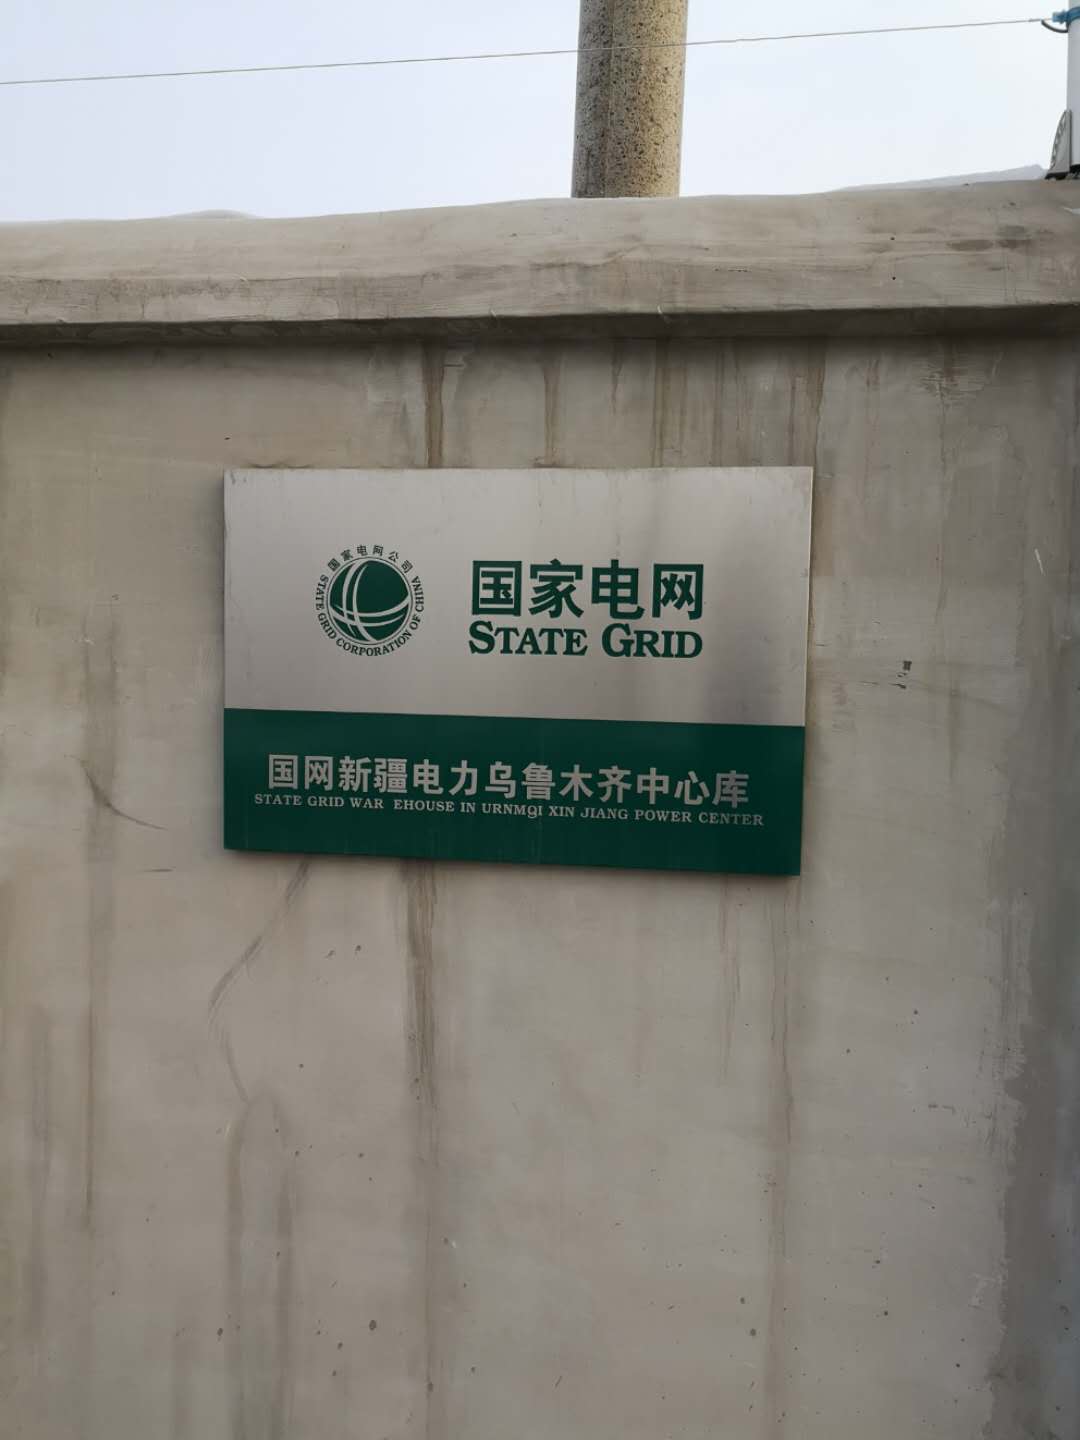 国家电网公司
STATE GRID CORPORATION OF CHINA
国家电网
STATE GRID
国网新疆电力乌鲁木齐中心库
STATE GRID WAR EHOUSE IN URNMQI XIN JIANG POWER CENTER